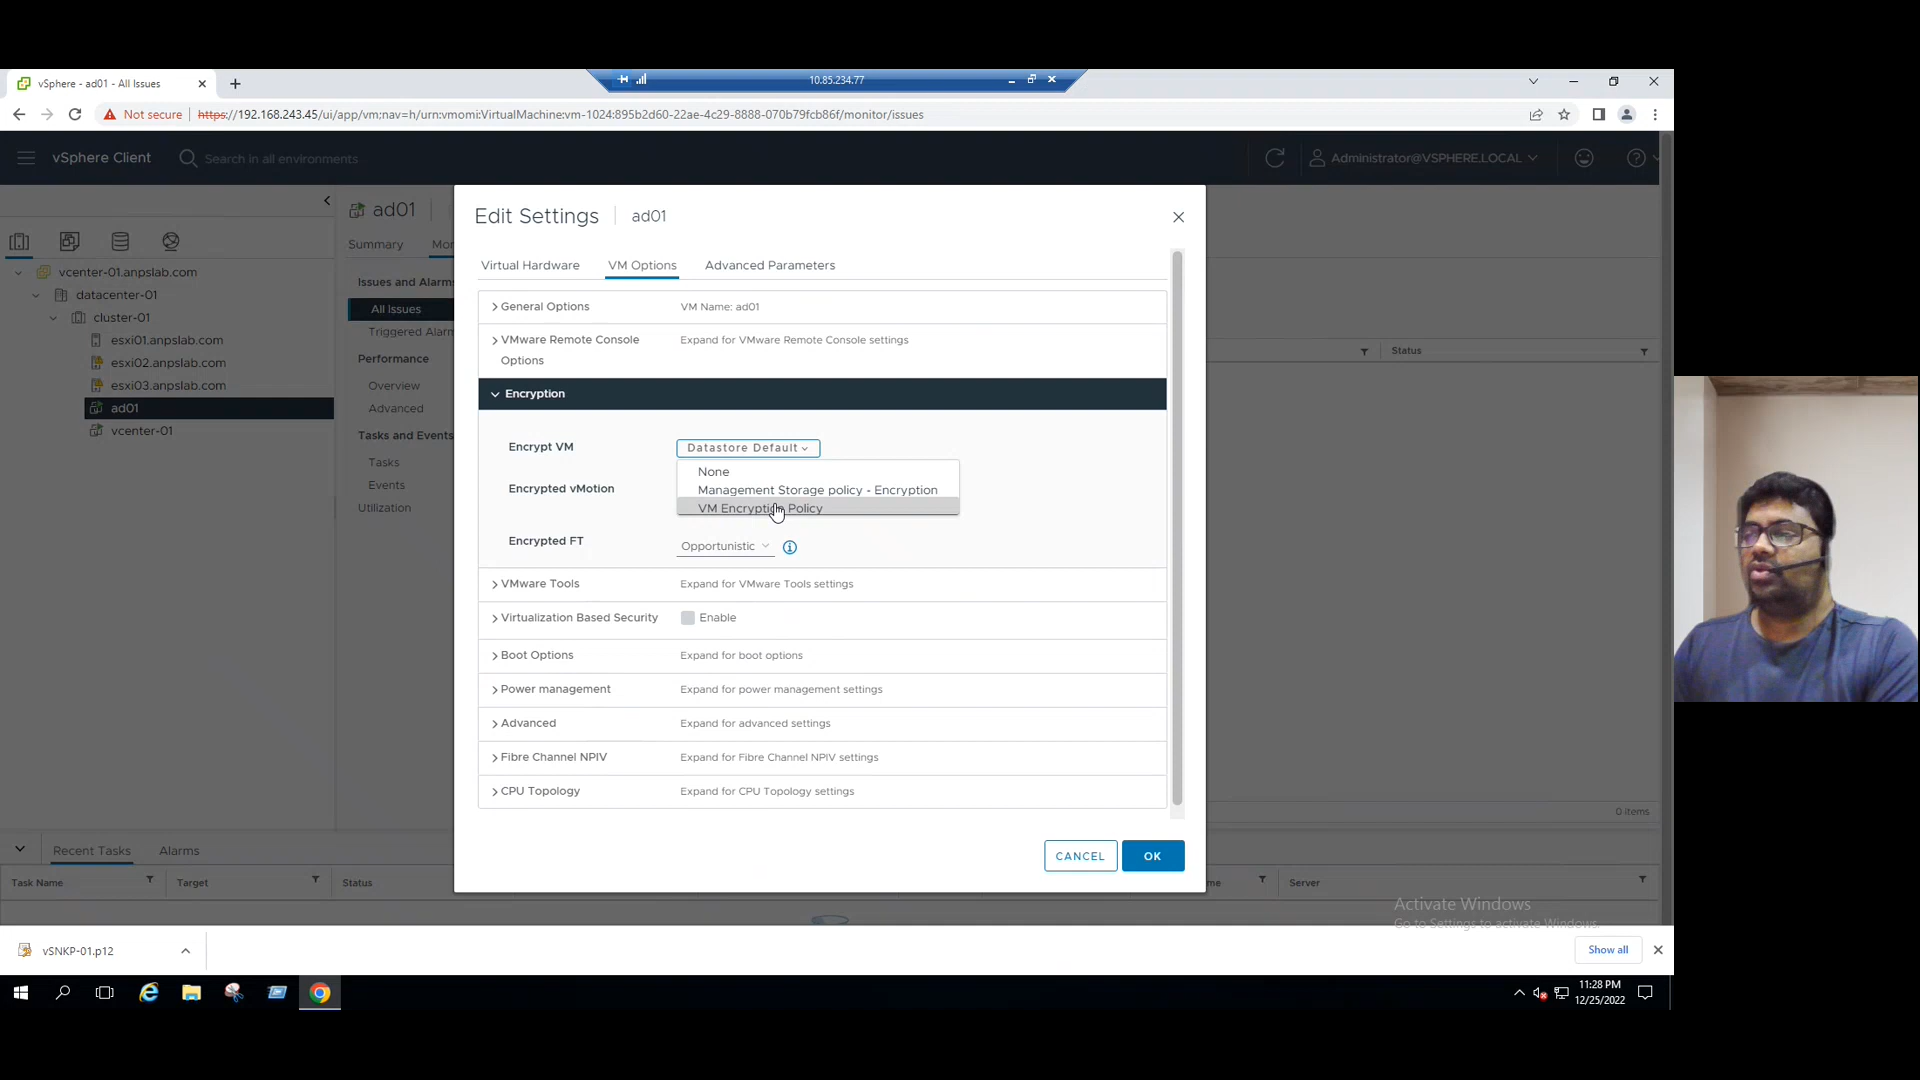 vSphere - ad01 - All Issues
10.85.234.77
Not secure
https://192.168.243.45/ui/app/vm;nav=h/urn:vmomi:VirtualMachine:vm-1024:895b2d60-22ae-4c29-8888-070b79fcb86f/monitor/issues
vSphere Client
Search in all environments
Administrator@VSPHERE.LOCAL
ad01
Summary
Mon
vcenter-01.anpslab.com
datacenter-01
cluster-01
esxi01.anpslab.com
esxi02.anpslab.com
esxi03.anpslab.com
ad01
vcenter-01
Issues and Alarms
All Issues
Triggered Alarm
Performance
Overview
Advanced
Tasks and Events
Tasks
Events
Utilization
Status
0 items
Edit Settings
ad01
Virtual Hardware
VM Options
Advanced Parameters
General Options
VM Name: ad01
VMware Remote Console
Options
Expand for VMware Remote Console settings
Encryption
Encrypt VM
Datastore Default
None
Management Storage policy - Encryption
VM Encryption Policy
Encrypted vMotion
Encrypted FT
Opportunistic
VMware Tools
Expand for VMware Tools settings
Virtualization Based Security
Enable
Boot Options
Expand for boot options
Power management
Expand for power management settings
Advanced
Expand for advanced settings
Fibre Channel NPIV
Expand for Fibre Channel NPIV settings
CPU Topology
Expand for CPU Topology settings
CANCEL
OK
Recent Tasks
Alarms
Task Name
Target
Status
me
Server
Activate Windows
Go to Settings to activate Windows.
vSNKP-01.p12
Show all
11:28 PM
12/25/2022